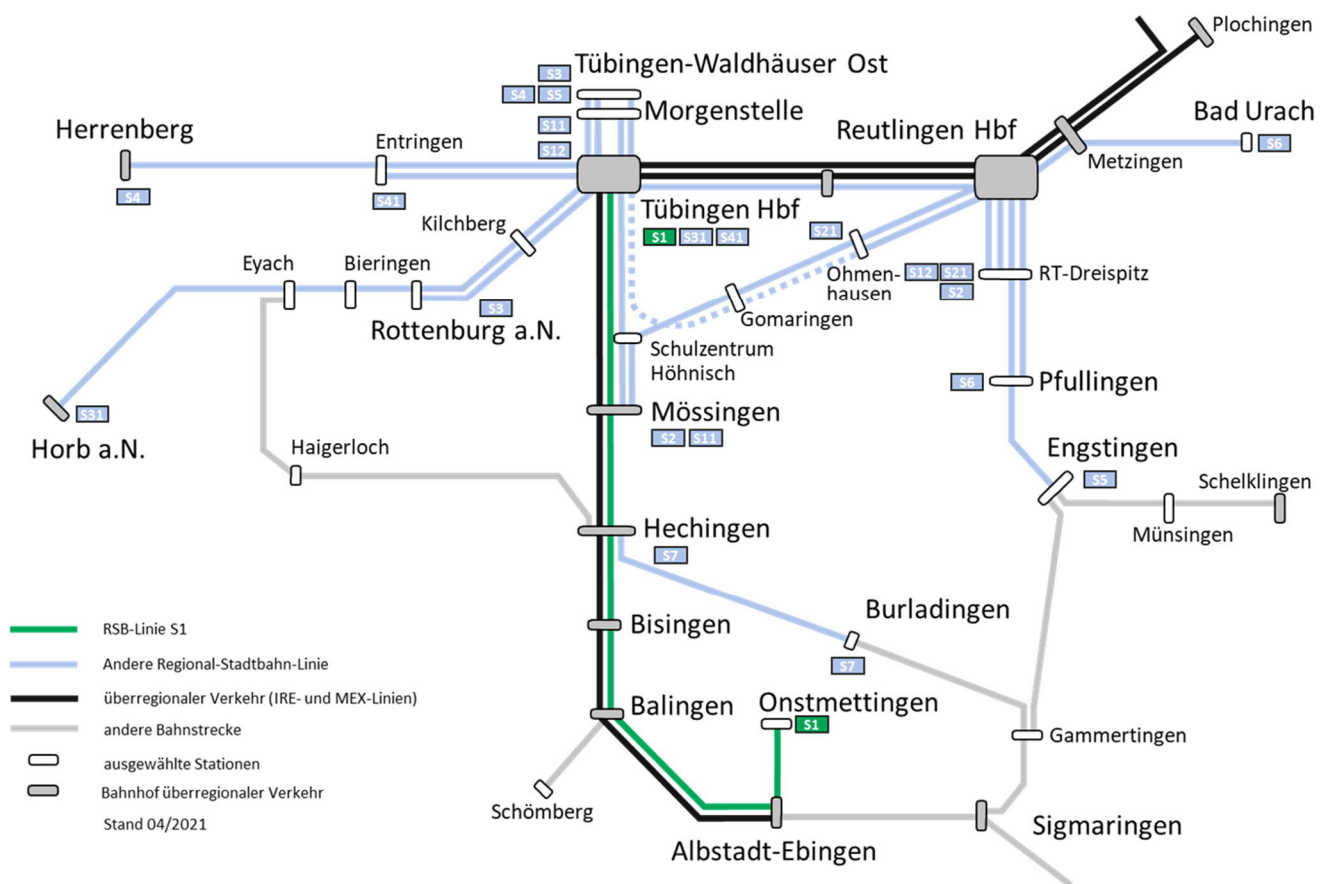 Plochingen
S3
Tübingen-Waldhäuser Ost
S4 S5
Morgenstelle
S11
S12
Reutlingen Hbf
Bad Urach
S6
Herrenberg
S4
Entringen
S41
Metzingen
Tübingen Hbf
S1 S31 S41
Kilchberg
S21
Ohmen-
hausen
S12 S21
S2
RT-Dreispitz
Eyach
Bieringen
S3
Rottenburg a.N.
Gomaringen
Schulzentrum
Höhnisch
S6
Pfullingen
S31
Horb a.N.
Mössingen
S2 S11
Haigerloch
Engstingen
S5
Schelklingen
Münsingen
Hechingen
S7
Burladingen
S7
Bisingen
Balingen
Onstmettingen
S1
Gammertingen
Schömberg
Albstadt-Ebingen
Sigmaringen
RSB-Linie S1
Andere Regional-Stadtbahn-Linie
überregionaler Verkehr (IRE- und MEX-Linien)
andere Bahnstrecke
ausgewählte Stationen
Bahnhof überregionaler Verkehr
Stand 04/2021